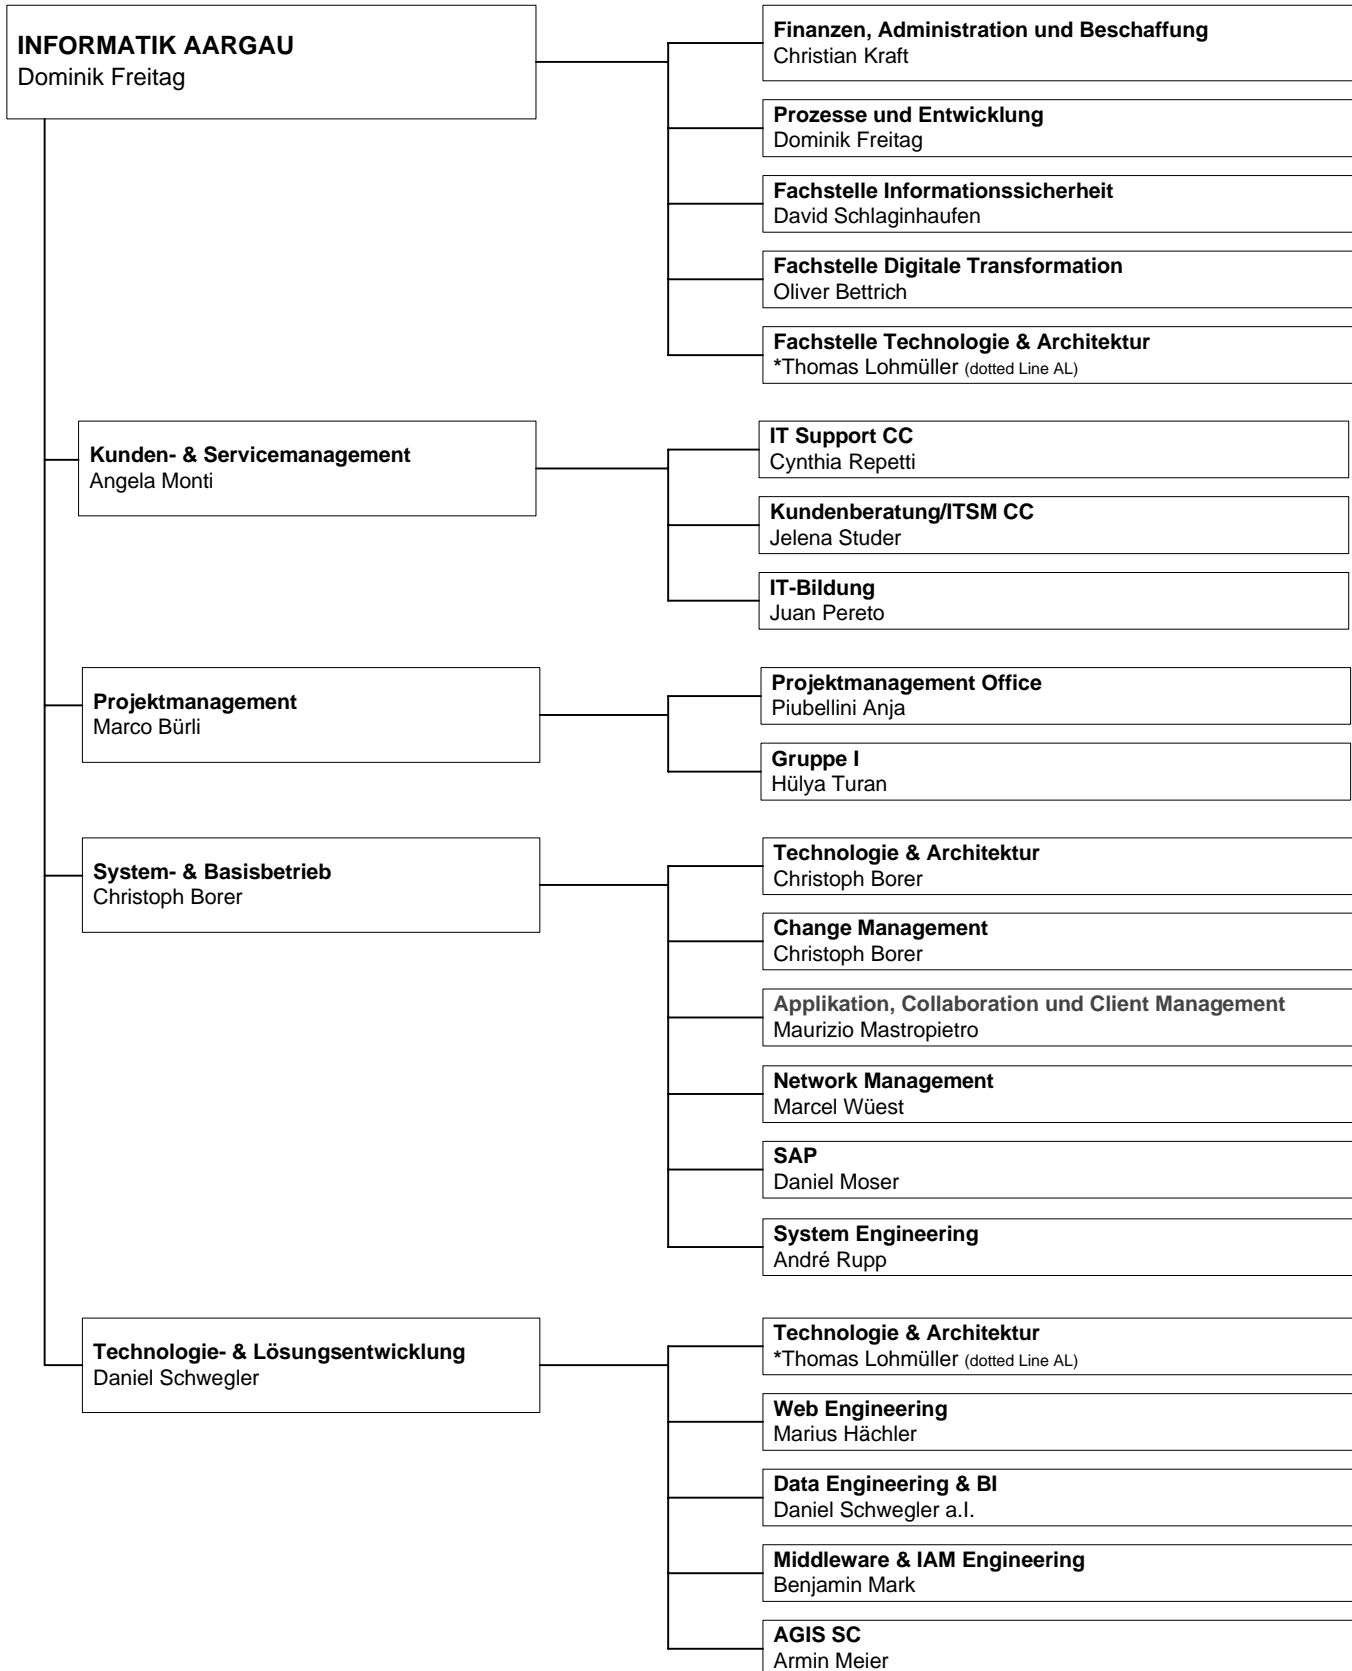 INFORMATIK AARGAU
Dominik Freitag
Finanzen, Administration und Beschaffung
Christian Kraft
Prozesse und Entwicklung
Dominik Freitag
Fachstelle Informationssicherheit
David Schlaginhaufen
Fachstelle Digitale Transformation
Oliver Bettrich
Fachstelle Technologie & Architektur
*Thomas Lohmüller (dotted Line AL)
Kunden- & Servicemanagement
Angela Monti
IT Support CC
Cynthia Repetti
Kundenberatung/ITSM CC
Jelena Studer
IT-Bildung
Juan Pereto
Projektmanagement
Marco Bürli
Projektmanagement Office
Piubellini Anja
Gruppe I
Hülya Turan
System- & Basisbetrieb
Christoph Borer
Technologie & Architektur
Christoph Borer
Change Management
Christoph Borer
Applikation, Collaboration und Client Management
Maurizio Mastropietro
Network Management
Marcel Wüest
SAP
Daniel Moser
System Engineering
André Rupp
Technologie- & Lösungsentwicklung
Daniel Schwegler
Technologie & Architektur
*Thomas Lohmüller (dotted Line AL)
Web Engineering
Marius Hächler
Data Engineering & BI
Daniel Schwegler a.I.
Middleware & IAM Engineering
Benjamin Mark
AGIS SC
Armin Meier